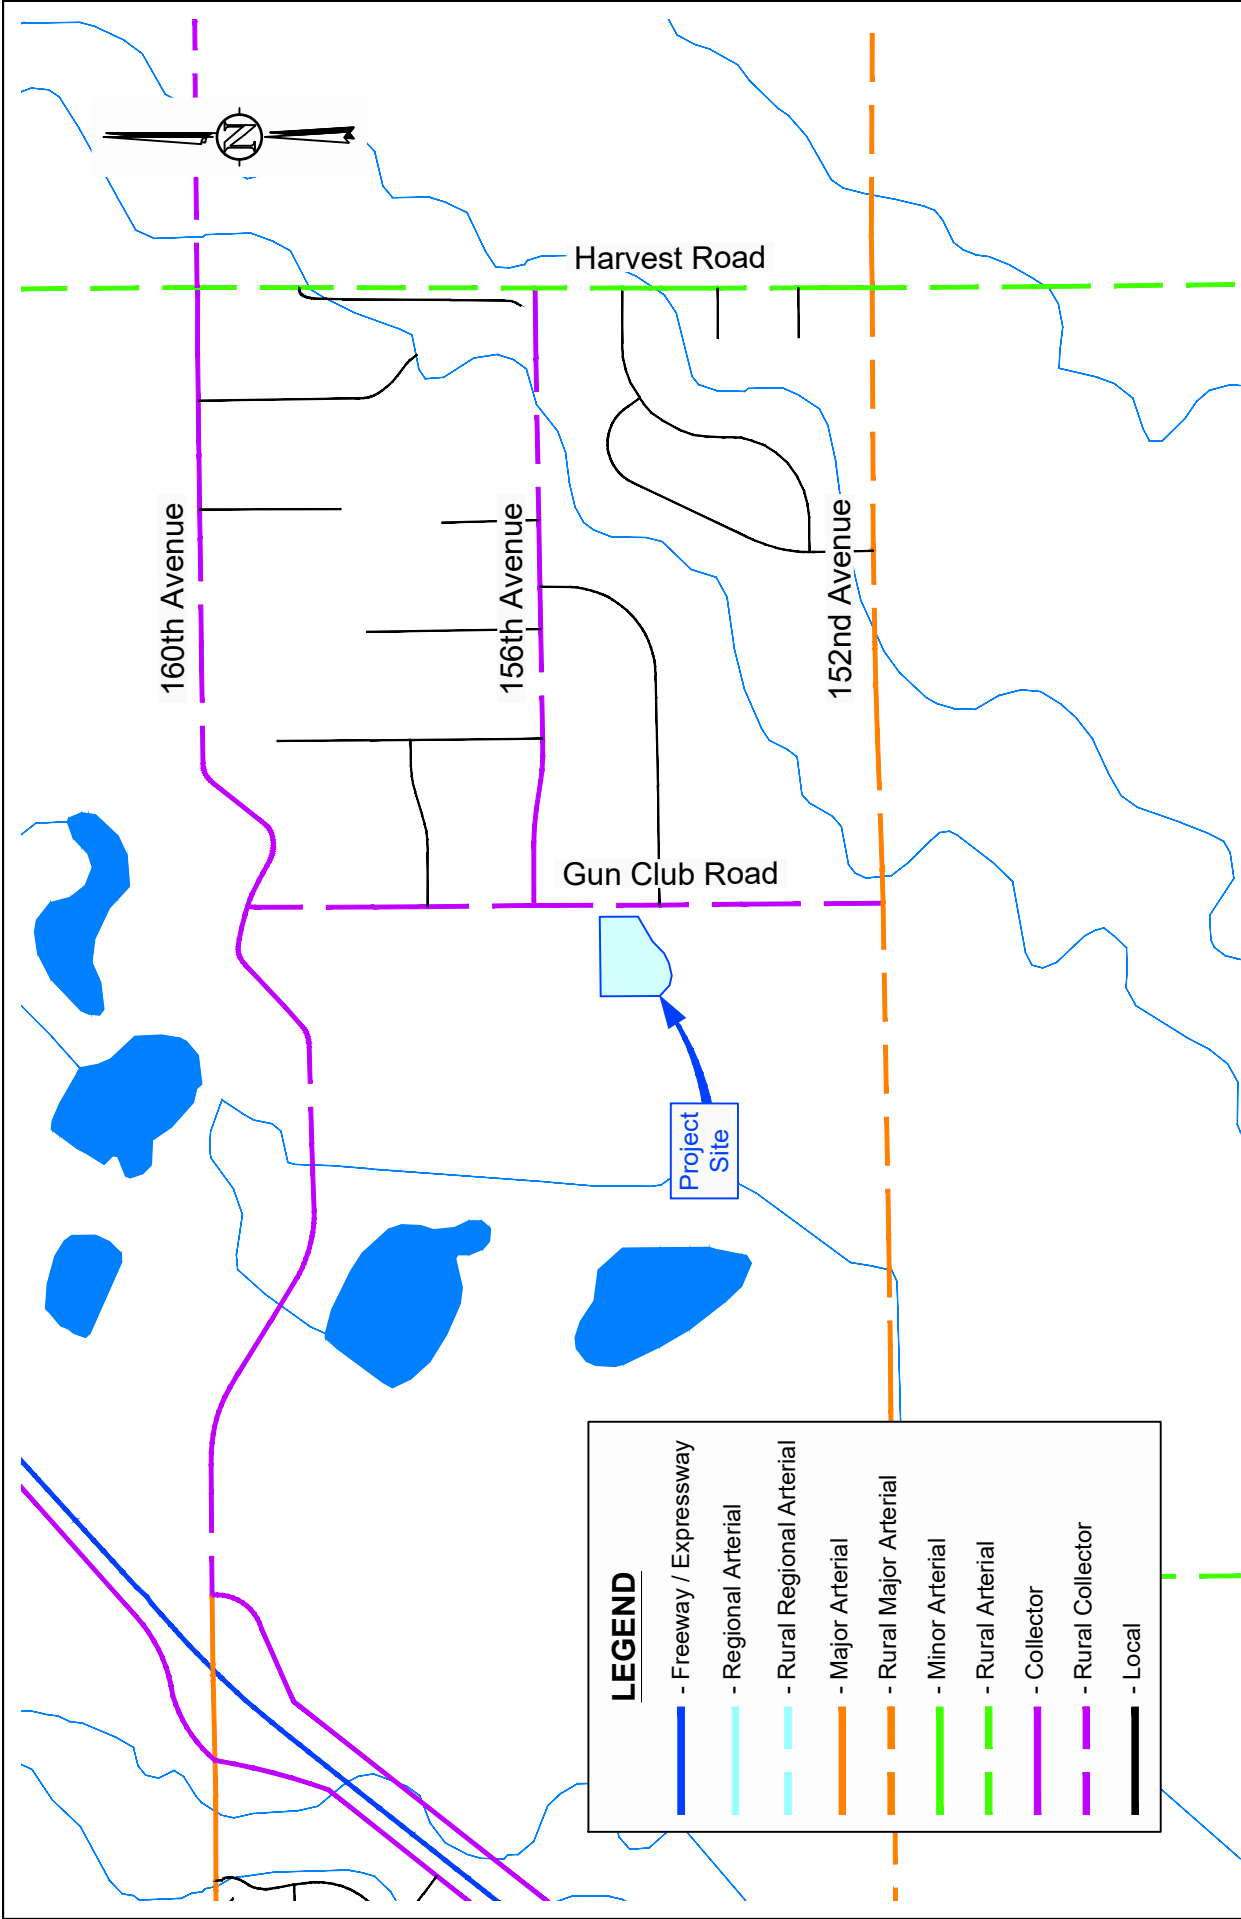 N
Harvest Road
160th Avenue
156th Avenue
152nd Avenue
Gun Club Road
Project
Site
LEGEND
- Freeway / Expressway
- Regional Arterial
- Rural Regional Arterial
- Major Arterial
- Rural Major Arterial
- Minor Arterial
- Rural Arterial
- Collector
- Rural Collector
- Local